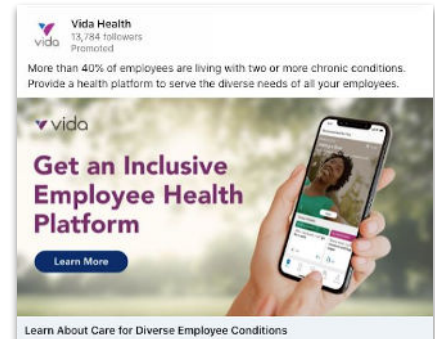 Vida Health
vida
13,784 followers
Promoted
More than 40% of employees are living with two or more chronic conditions.
Provide a health platform to serve the diverse needs of all your employees.
vida
Get an Inclusive
Employee Health
Platform
Learn More
Learn About Care for Diverse Employee Conditions